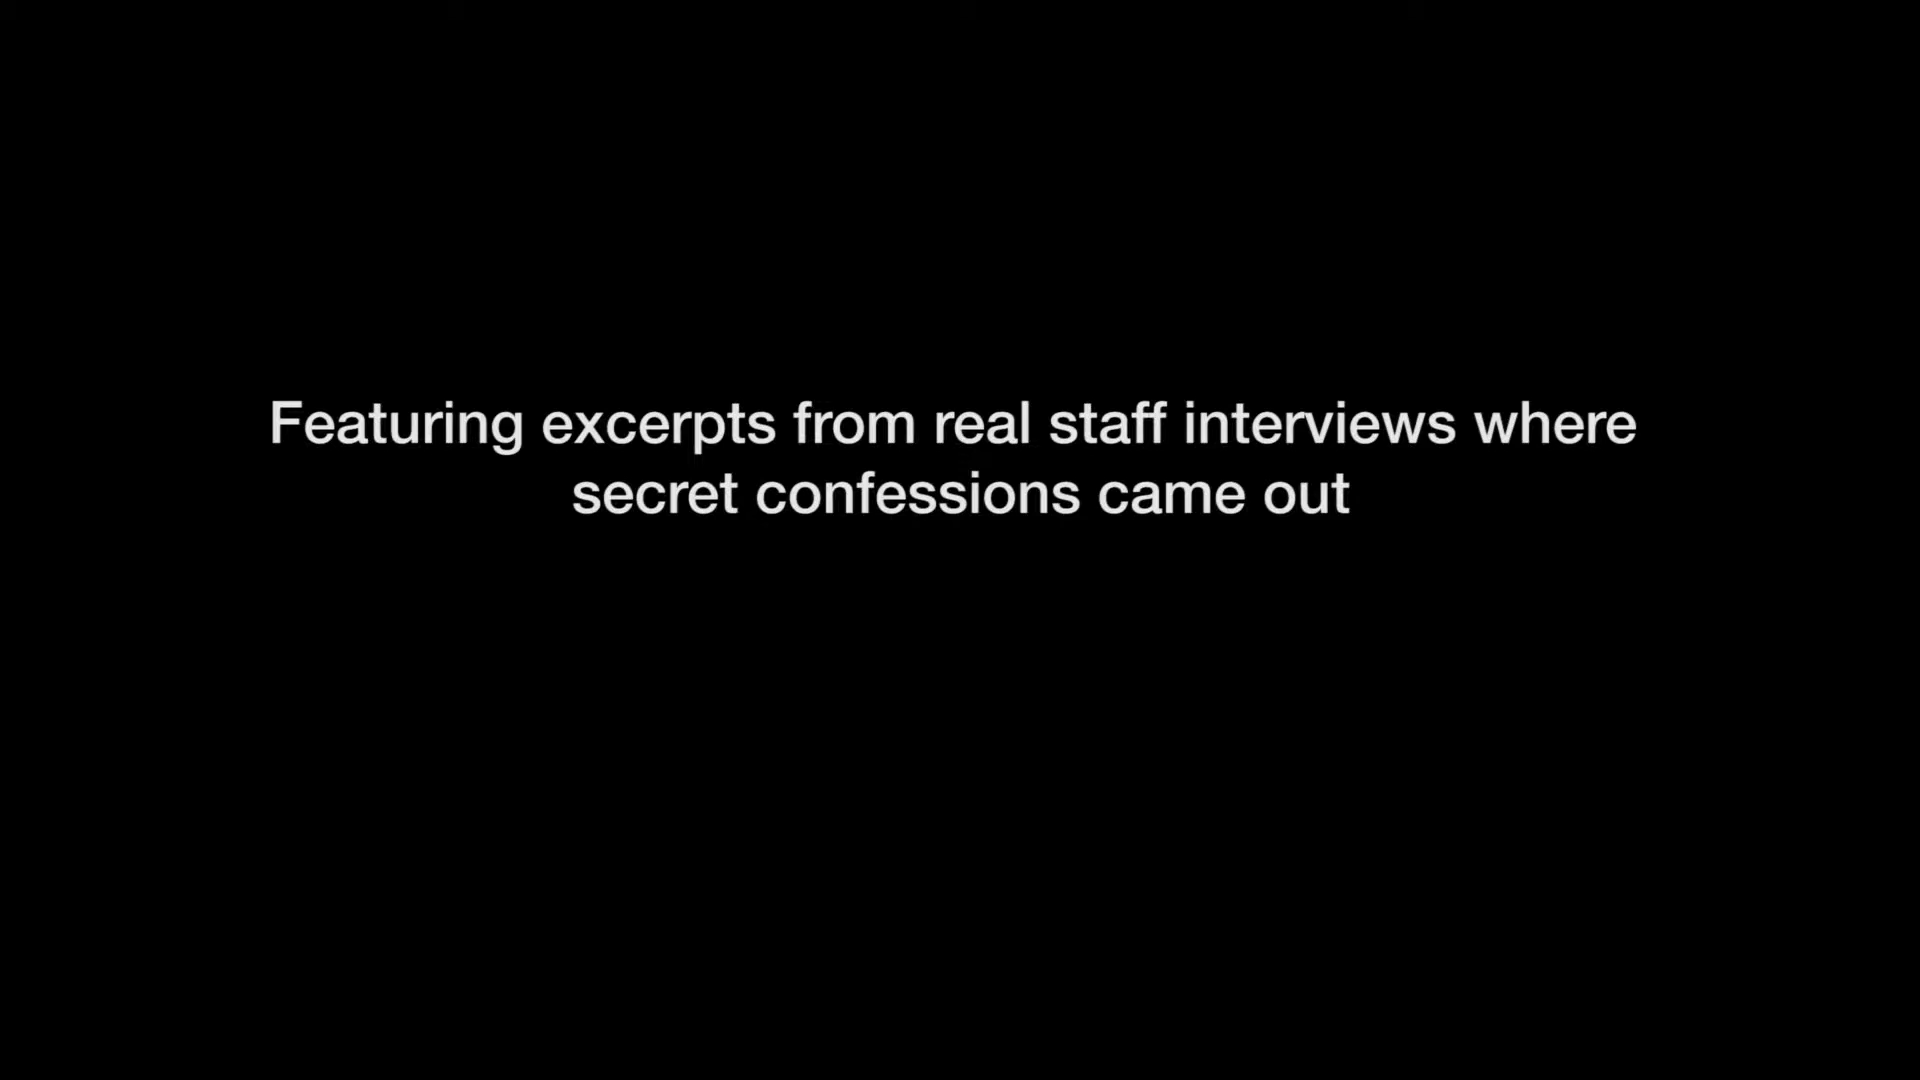 Featuring excerpts from real staff interviews where
secret confessions came out